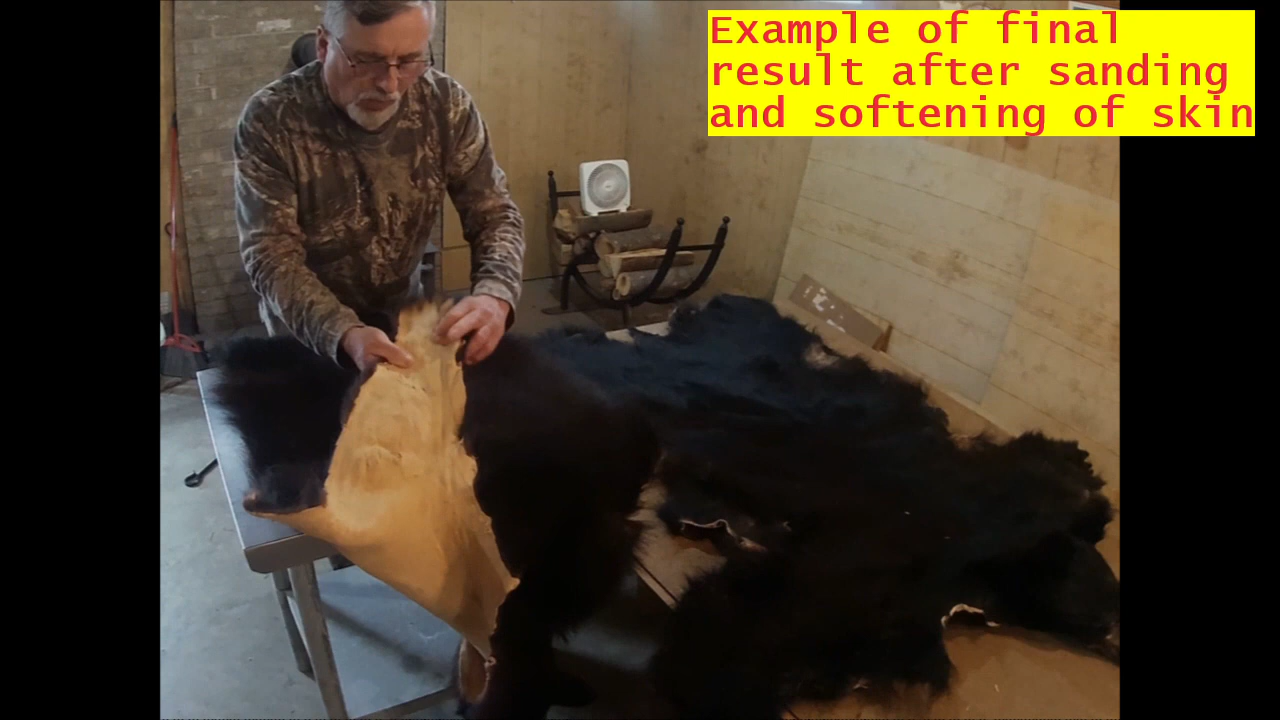 Example of final
result after sanding
and softening of skin